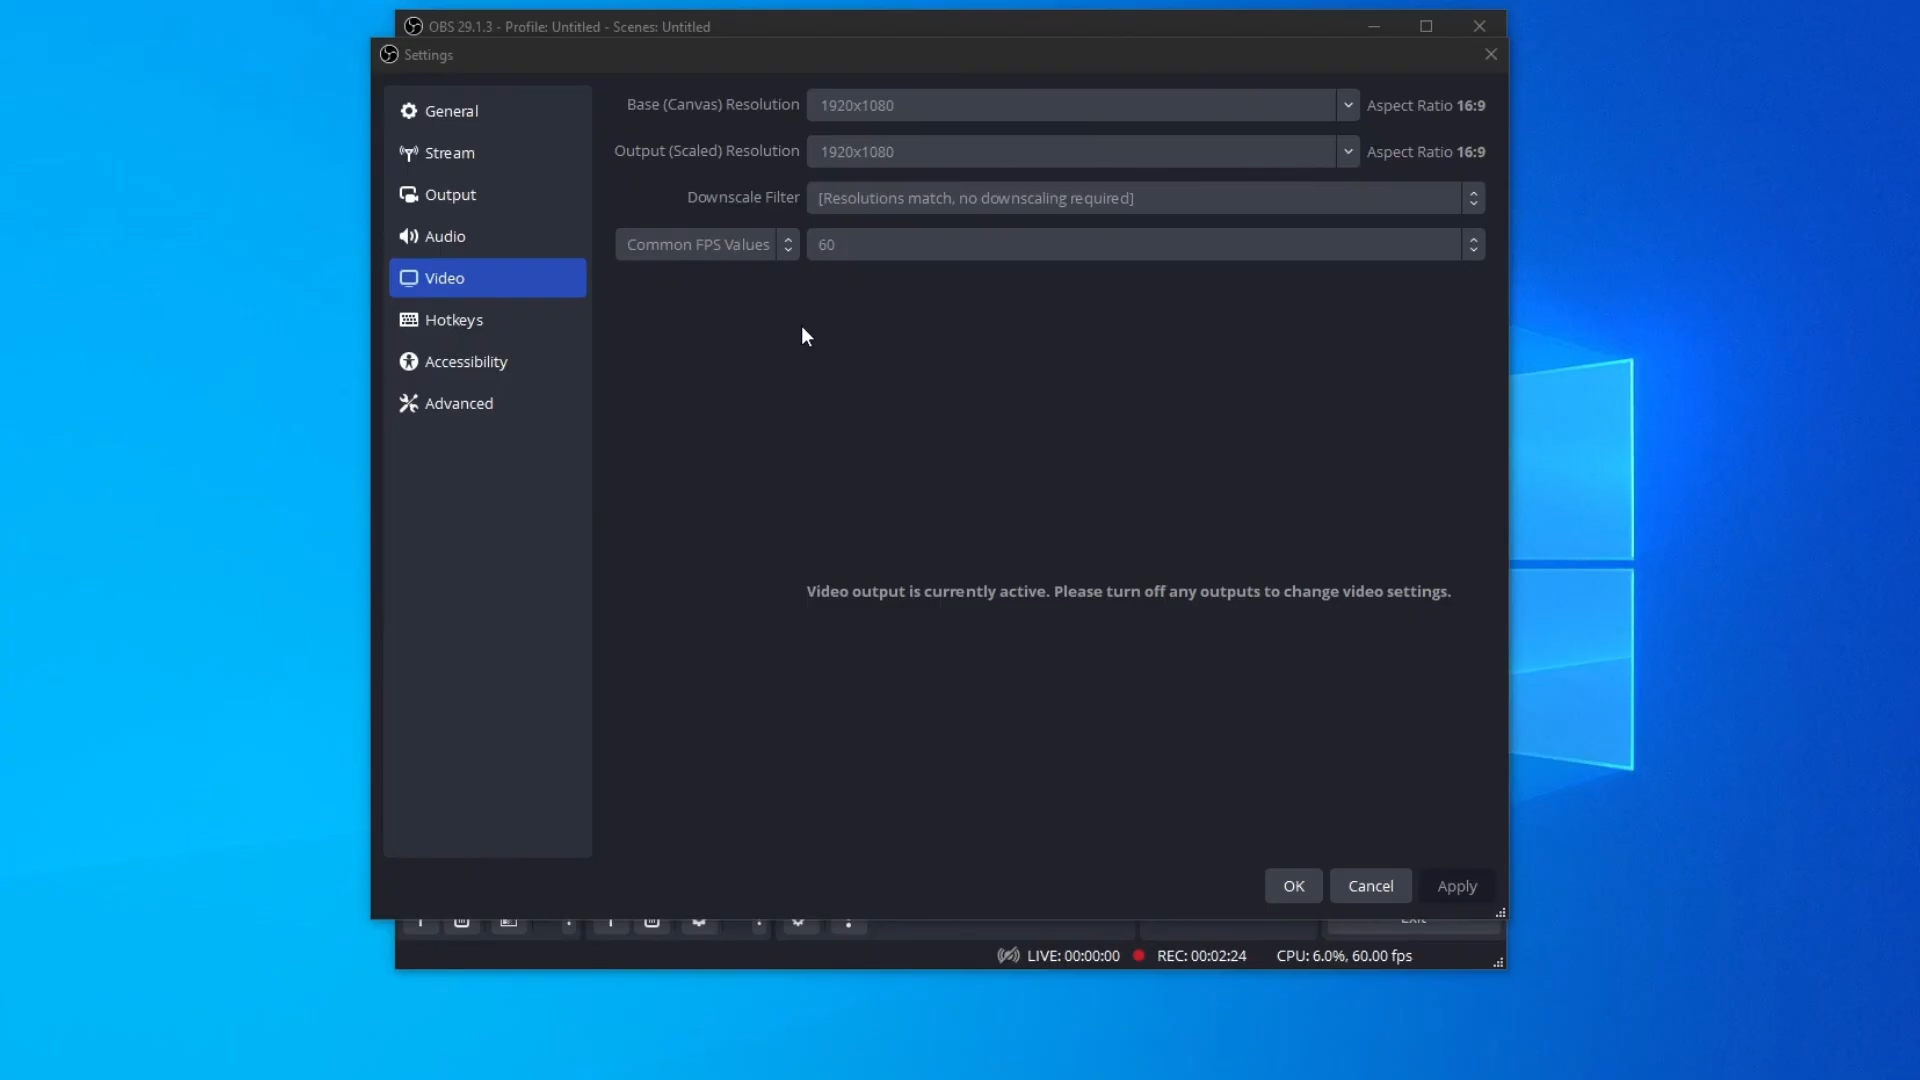 OBS 29.1.3 - Profile: Untitled - Scenes: Untitled
Settings
General
Stream
Output
Audio
Video
Hotkeys
Accessibility
Advanced
Base (Canvas) Resolution 1920x1080 Aspect Ratio 16:9
Output (Scaled) Resolution 1920x1080 Aspect Ratio 16:9
Downscale Filter [Resolutions match, no downscaling required]
Common FPS Values 60
Video output is currently active. Please turn off any outputs to change video settings.
OK Cancel Apply
Exit
LIVE: 00:00:00 REC: 00:02:24 CPU: 6.0%, 60.00 fps